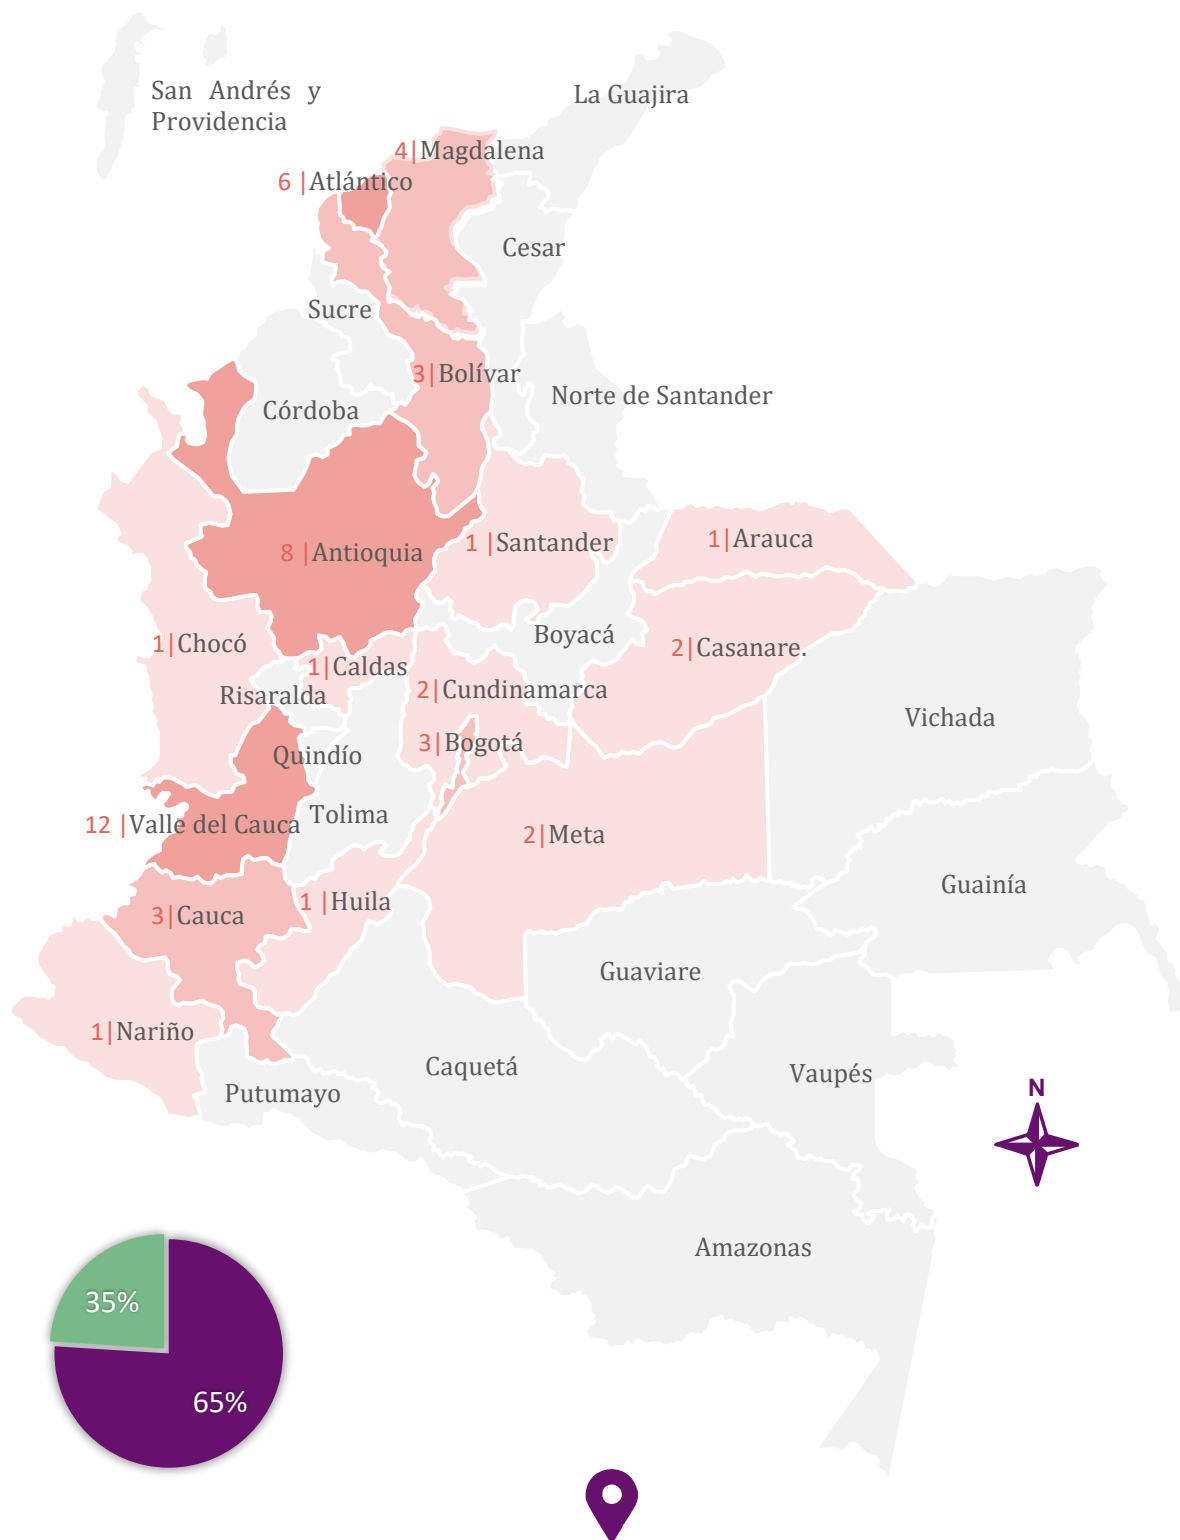 San Andrés y
Providencia
La Guajira
4|Magdalena
6 |Atlántico
Cesar
Sucre
3|Bolívar
Norte de Santander
Córdoba
1 |Santander
1|Arauca
8 |Antioquia
Boyacá
1|Chocó
2|Casanare.
1|Caldas
Risaralda
2|Cundinamarca
Vichada
3|Bogotá
Quindío
Tolima
12 |Valle del Cauca
2|Meta
Guainía
1 |Huila
3|Cauca
Guaviare
1|Nariño
Caquetá
Vaupés
Putumayo
N
Amazonas
35%
65%